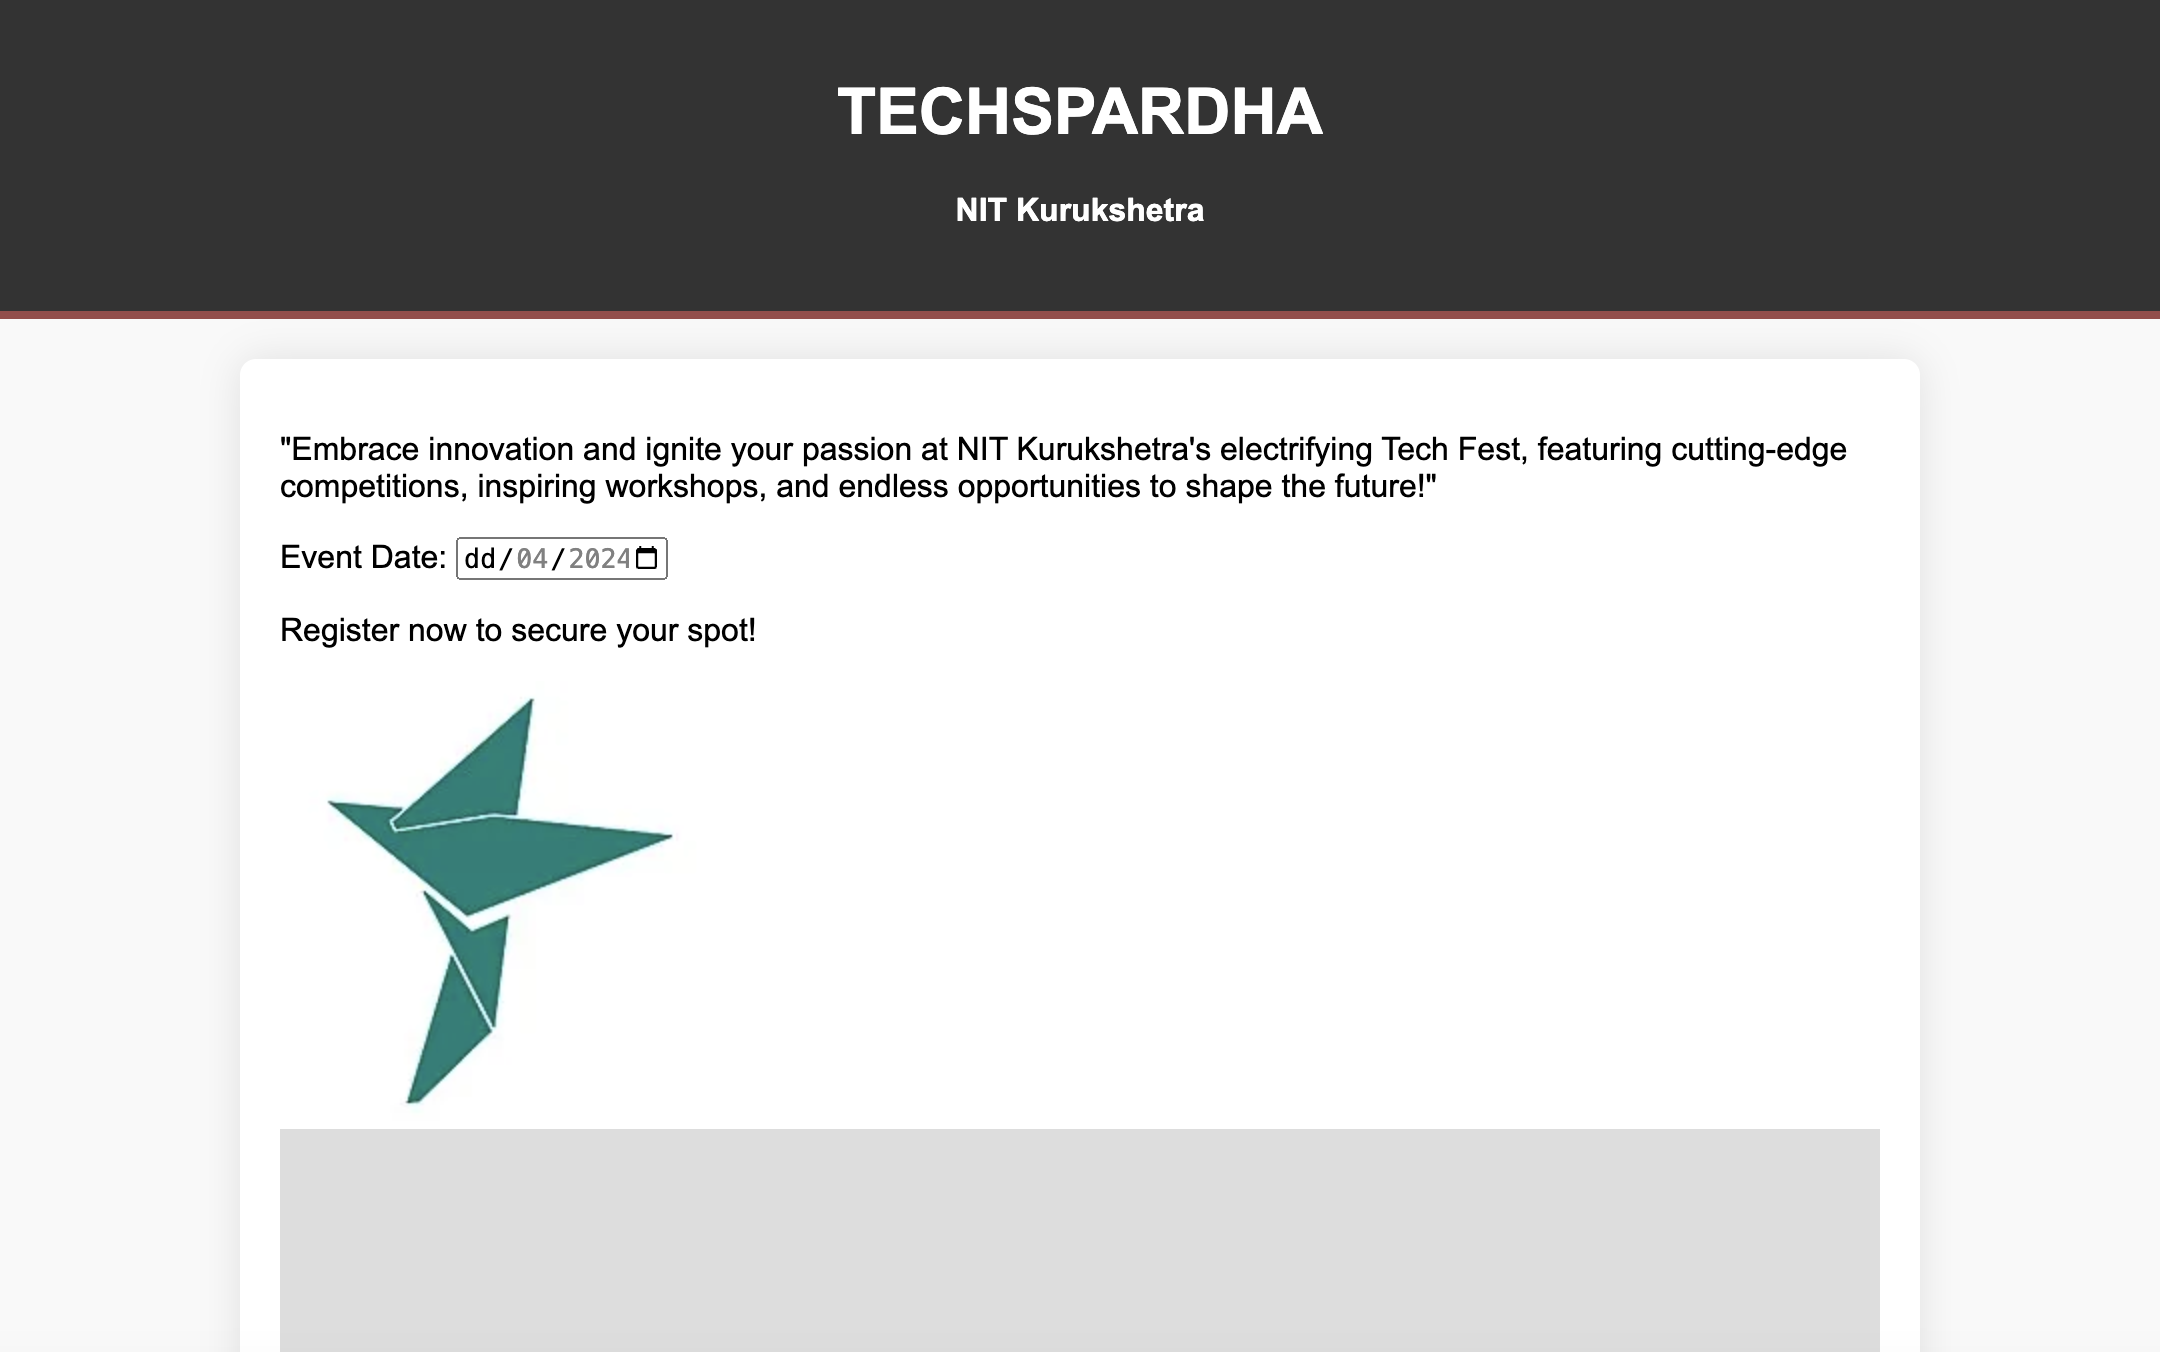 TECHSPARDHA
NIT Kurukshetra
"Embrace innovation and ignite your passion at NIT Kurukshetra's electrifying Tech Fest, featuring cutting-edge
competitions, inspiring workshops, and endless opportunities to shape the future!"
Event Date: dd/04/2024
Register now to secure your spot!